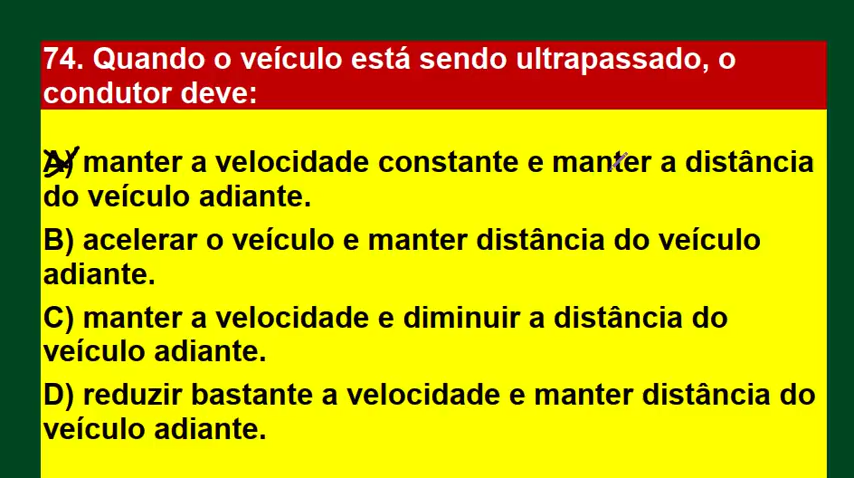 74. Quando o veículo está sendo ultrapassado, o
condutor deve:
A) manter a velocidade constante e manter a distância
do veículo adiante.
B) acelerar o veículo e manter distância do veículo
adiante.
C) manter a velocidade e diminuir a distância do
veículo adiante.
D) reduzir bastante a velocidade e manter distância do
veículo adiante.